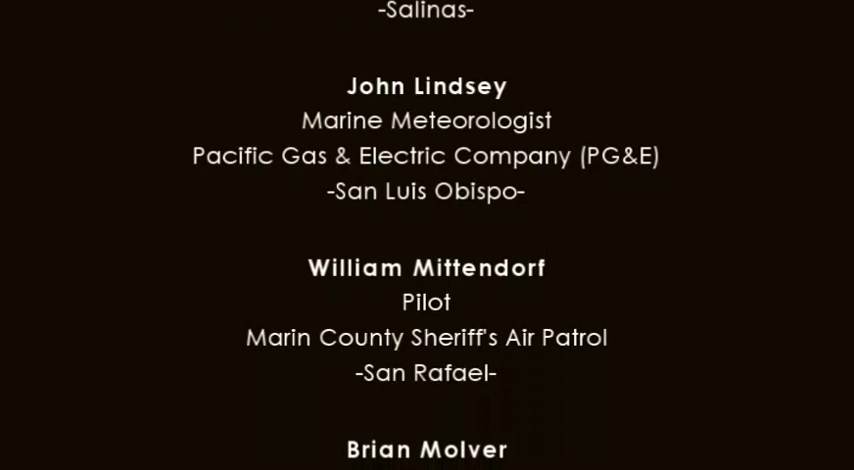 -Salinas-
John Lindsey
Marine Meteorologist
Pacific Gas & Electric Company (PG&E)
-San Luis Obispo-
William Mittendorf
Pilot
Marin County Sheriff's Air Patrol
-San Rafael-
Brian Molver